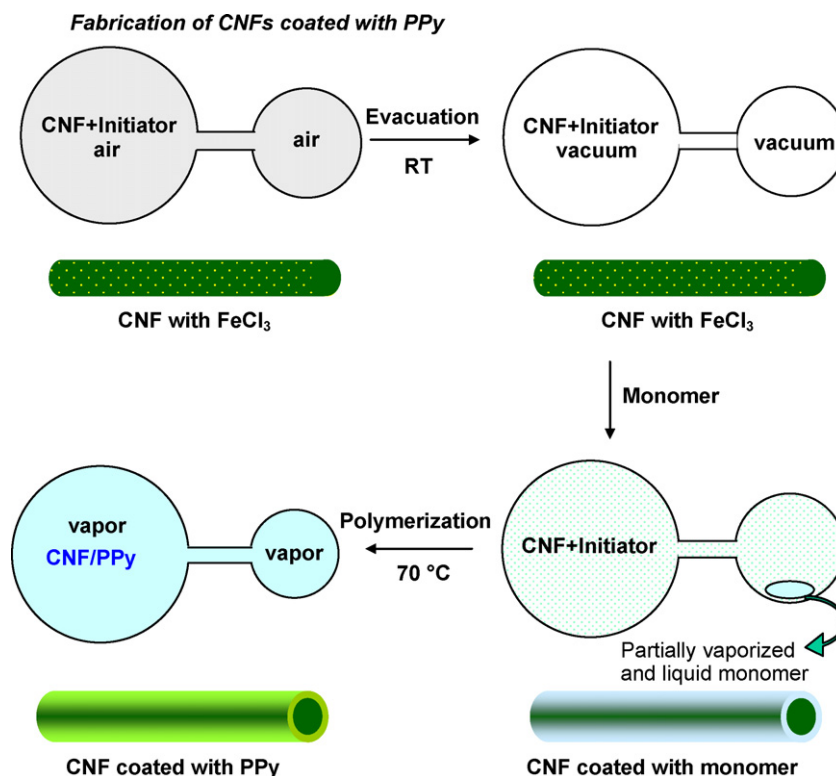 Fabrication of CNFs coated with PPy
CNF+Initiator
air
air
Evacuation
RT
CNF+Initiator
vacuum
vacuum
CNF with FeCl₃
CNF with FeCl₃
Monomer
vapor
CNF/PPy
vapor
Polymerization
70 °C
CNF+Initiator
Partially vaporized
and liquid monomer
CNF coated with PPy
CNF coated with monomer